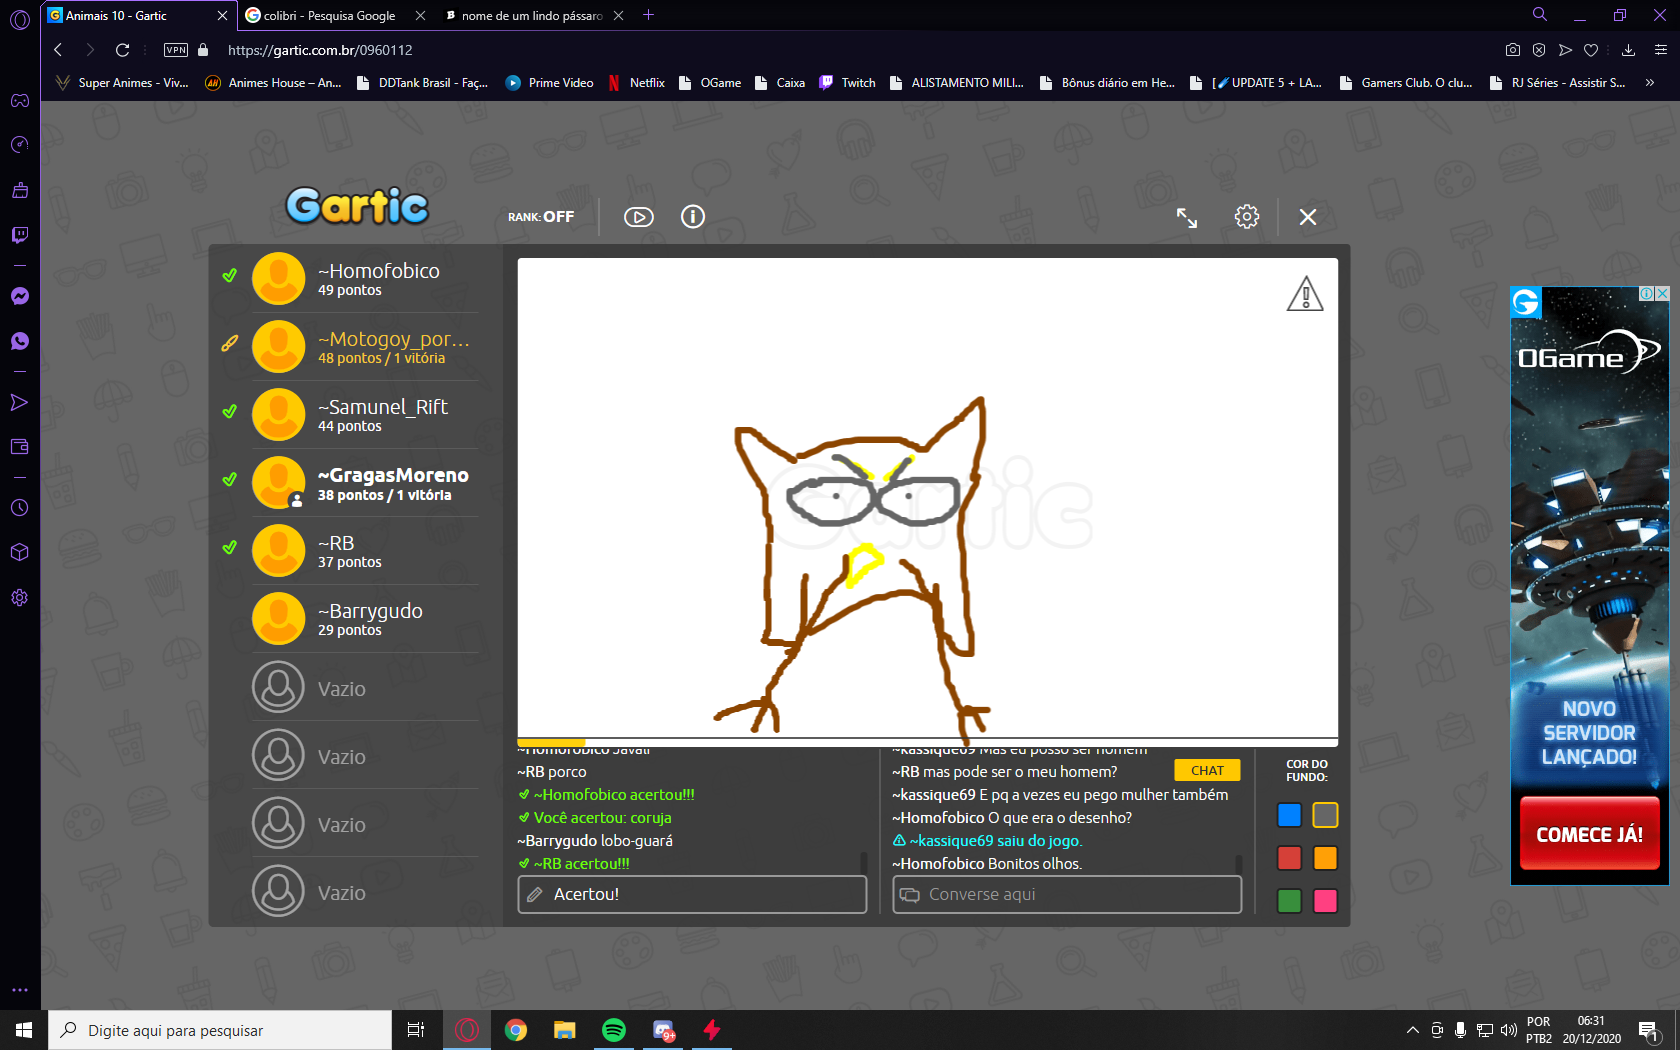 Animais 10 - Gartic
colibri - Pesquisa Google
nome de um lindo pássaro
VPN
https://gartic.com.br/0960112
Super Animes - Viv...
Animes House – An...
DDTank Brasil - Faç...
Prime Video
Netflix
OGame
Caixa
Twitch
ALISTAMENTO MILI...
Bônus diário em He...
[🚀UPDATE 5 + LA...
Gamers Club. O clu...
RJ Séries - Assistir S...
Gartic
RANK: OFF
~Homofobico
49 pontos
~Motogoy_por...
48 pontos / 1 vitória
~Samunel_Rift
44 pontos
~GragasMoreno
38 pontos / 1 vitória
~RB
37 pontos
~Barrygudo
29 pontos
Vazio
Vazio
Vazio
Vazio
Gartic
~Homofobico Javali
~RB porco
~Homofobico acertou!!!
Você acertou: coruja
~Barrygudo lobo-guará
~RB acertou!!!
Acertou!
~kassique69 Mas eu posso ser homem
~RB mas pode ser o meu homem?
CHAT
~kassique69 E pq a vezes eu pego mulher também
~Homofobico O que era o desenho?
~kassique69 saiu do jogo.
~Homofobico Bonitos olhos.
Converse aqui
COR DO
FUNDO:
OGame
NOVO
SERVIDOR
LANÇADO!
COMECE JÁ!
Digite aqui para pesquisar
9+
POR
PTB2
06:31
20/12/2020
1